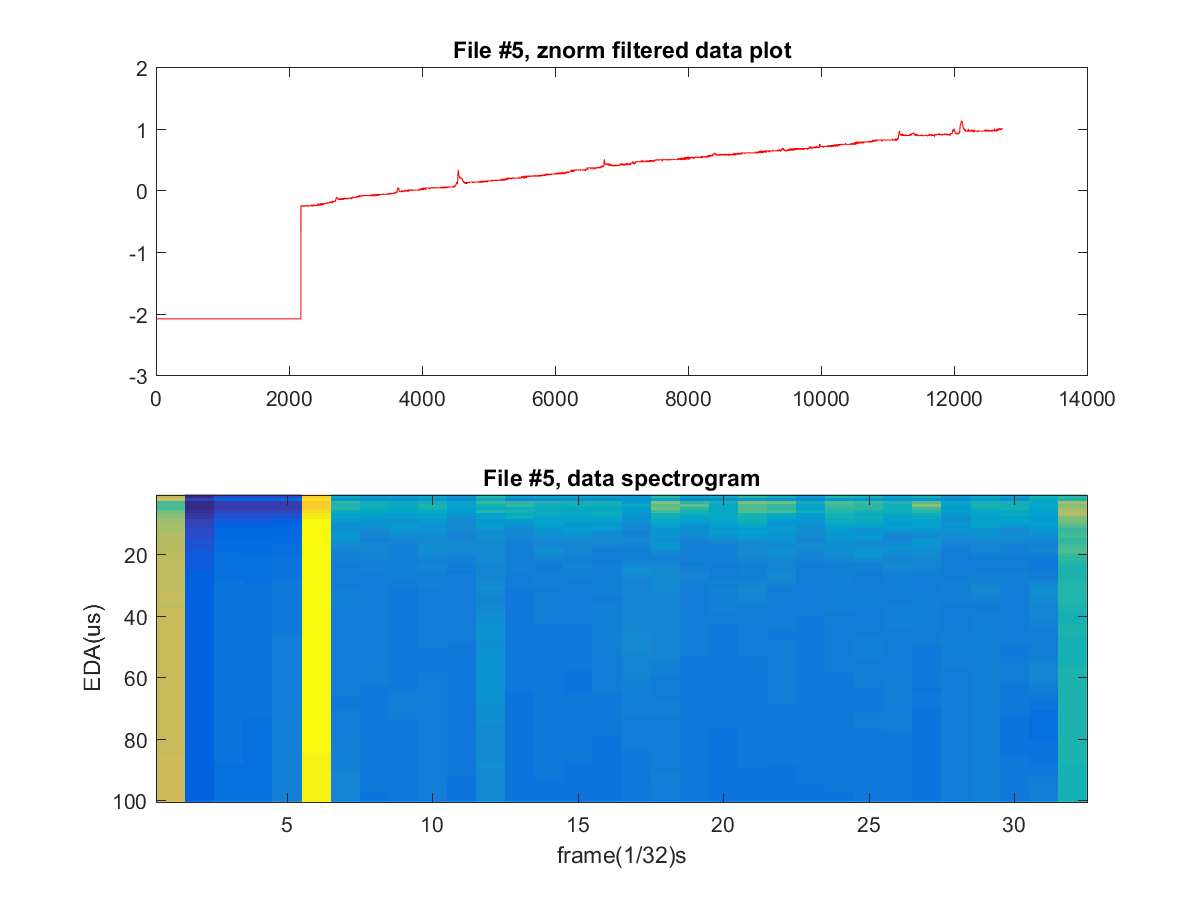 File #5, znorm filtered data plot
2
1
0
-1
-2
-3
0 2000 4000 6000 8000 10000 12000 14000
File #5, data spectrogram
20
40
60
80
100
EDA(us)
5 10 15 20 25 30
frame(1/32)s